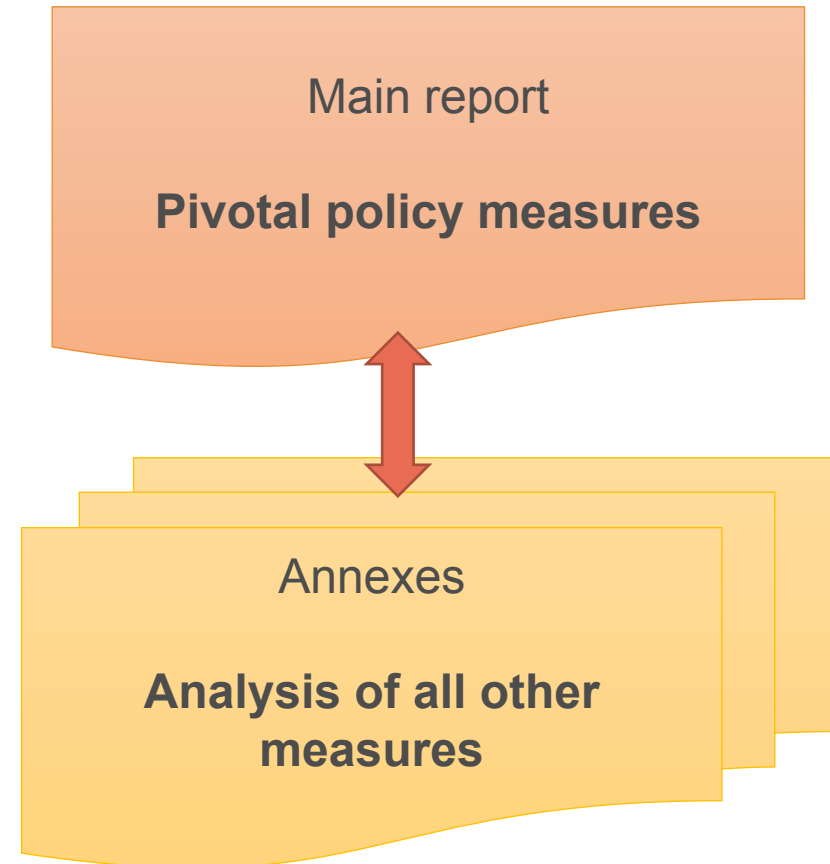 Main report
Pivotal policy measures
Annexes
Analysis of all other
measures